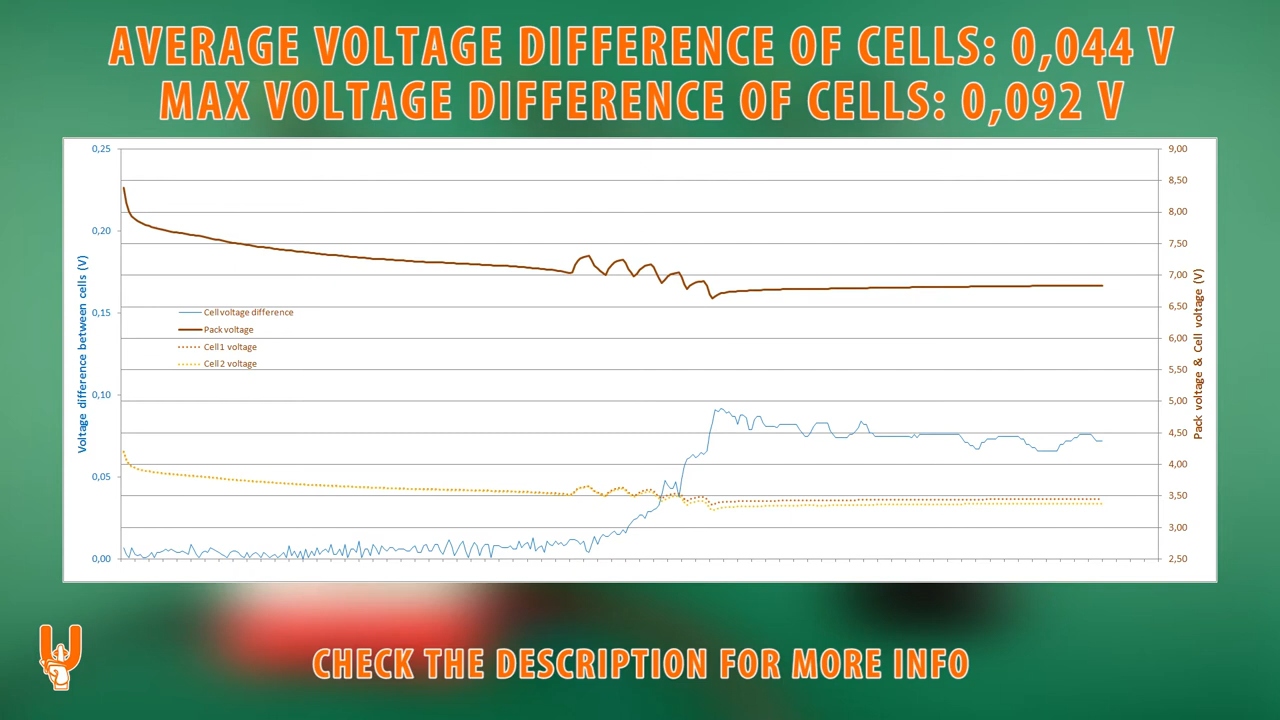 AVERAGE VOLTAGE DIFFERENCE OF CELLS: 0,044 V
MAX VOLTAGE DIFFERENCE OF CELLS: 0,092 V
0,25
0,20
0,15
0,10
0,05
0,00
Voltage difference between cells (V)
Cell voltage difference
Pack voltage
Cell 1 voltage
Cell 2 voltage
9,00
8,50
8,00
7,50
7,00
6,50
6,00
5,50
5,00
4,50
4,00
3,50
3,00
2,50
Pack voltage & Cell voltage (V)
CHECK THE DESCRIPTION FOR MORE INFO